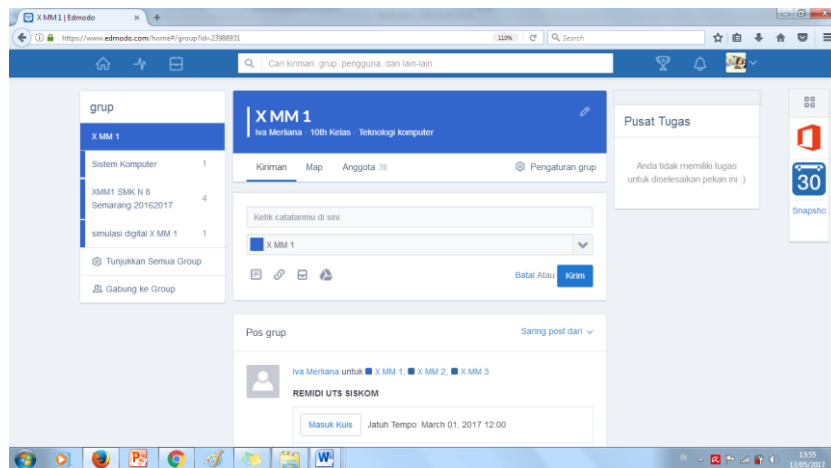 X MM1 | Edmodo
https://www.edmodo.com/home#/group?id=23988931
110%
Search
Cari kiriman, grup, pengguna, dan lain-lain
grup
X MM 1
Sistem Komputer 1
XMM1 SMK N 8
Semarang 20162017 4
simulasi digital X MM 1 1
Tunjukkan Semua Group
Gabung ke Group
X MM 1
Iva Merliana - 10th Kelas - Teknologi komputer
Kiriman Map Anggota 38 Pengaturan grup
Ketik catatanmu di sini
X MM 1
Batal Atau Kirim
Pos grup Saring post dari
Iva Merliana untuk X MM 1, X MM 2, X MM 3
REMIDI UTS SISKOM
Masuk Kuis Jatuh Tempo: March 01, 2017 12:00
Pusat Tugas
Anda tidak memiliki tugas
untuk diselesaikan pekan ini :)
30
Snapsho
IN
13:55
13/05/2017